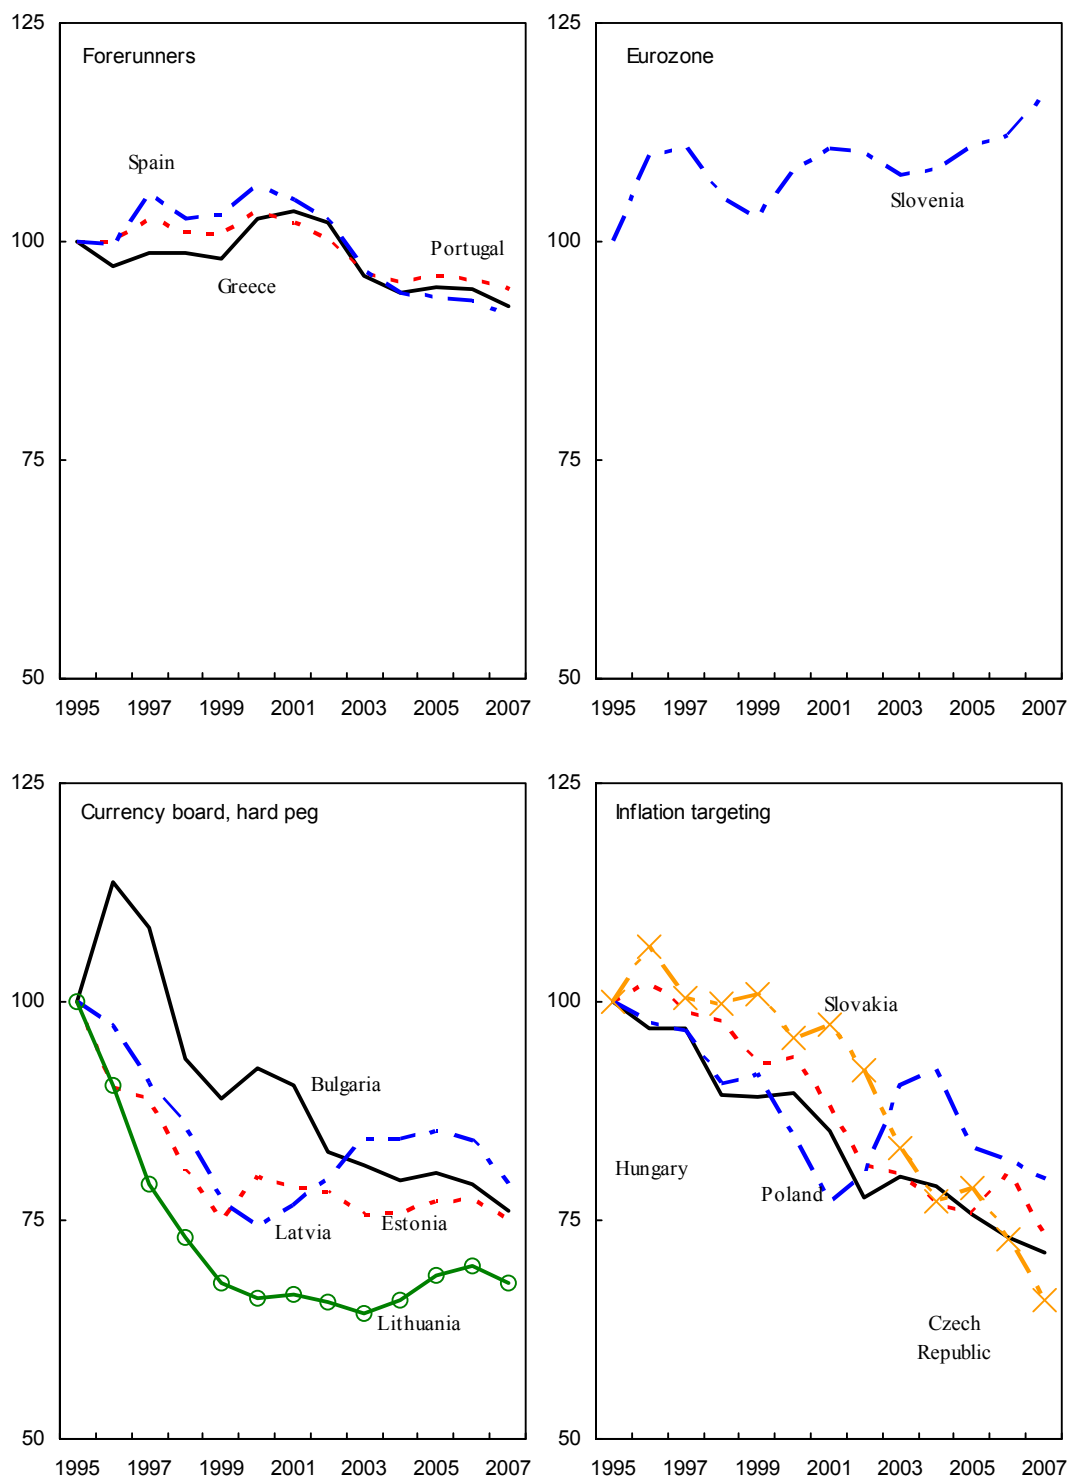 125
Forerunners
Spain
100
Portugal
Greece
75
50
1995 1997 1999 2001 2003 2005 2007
125
Eurozone
100
Slovenia
75
50
1995 1997 1999 2001 2003 2005 2007
125
Currency board, hard peg
100
Bulgaria
75
Latvia
Estonia
Lithuania
50
1995 1997 1999 2001 2003 2005 2007
125
Inflation targeting
100
Slovakia
Hungary
Poland
75
Czech
Republic
50
1995 1997 1999 2001 2003 2005 2007